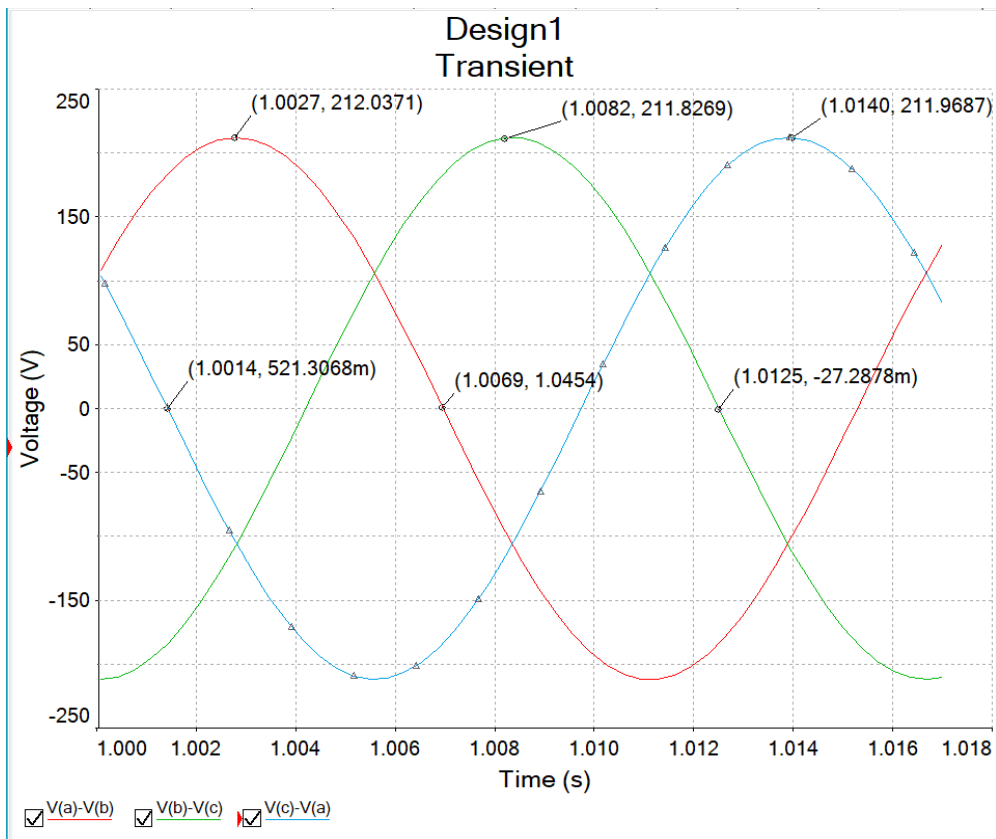 Design1
Transient
(1.0027, 212.0371)
(1.0082, 211.8269)
(1.0140, 211.9687)
250
150
50
0
-50
-150
-250
Voltage (V)
(1.0014, 521.3068m)
(1.0069, 1.0454)
(1.0125, -27.2878m)
1.000 1.002 1.004 1.006 1.008 1.010 1.012 1.014 1.016 1.018
Time (s)
V(a)-V(b) V(b)-V(c) V(c)-V(a)